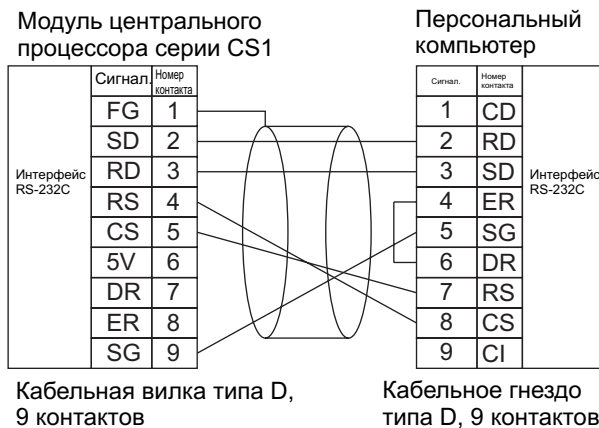 Модуль центрального
процессора серии CS1
Персональный
компьютер
Интерфейс
RS-232C
Сигнал. Номер
контакта
FG 1
SD 2
RD 3
RS 4
CS 5
5V 6
DR 7
ER 8
SG 9
Сигнал. Номер
контакта
1 CD
2 RD
3 SD
4 ER
5 SG
6 DR
7 RS
8 CS
9 CI
Интерфейс
RS-232C
Кабельная вилка типа D,
9 контактов
Кабельное гнездо
типа D, 9 контактов